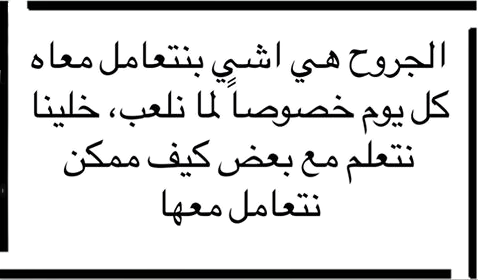 الجروح هي اشي بنتعامل معاه
كل يوم خصوصاً لما نلعب، خلينا
نتعلم مع بعض كيف ممكن
نتعامل معها